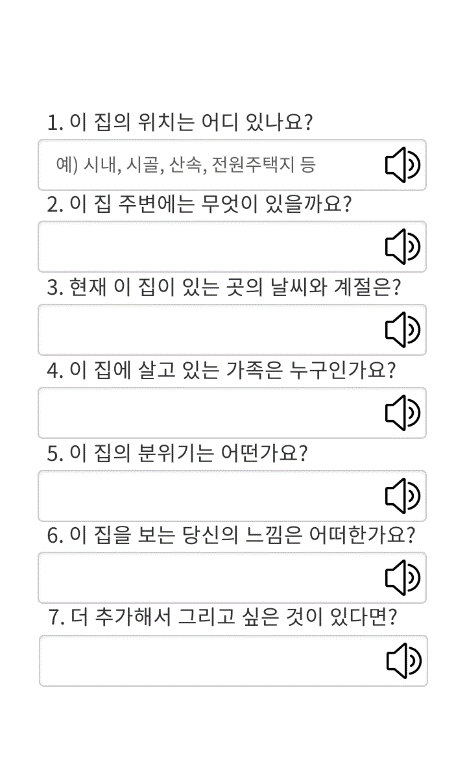 1. 이 집의 위치는 어디 있나요?
예) 시내, 시골, 산속, 전원주택지 등
2. 이 집 주변에는 무엇이 있을까요?
3. 현재 이 집이 있는 곳의 날씨와 계절은?
4. 이 집에 살고 있는 가족은 누구인가요?
5. 이 집의 분위기는 어떤가요?
6. 이 집을 보는 당신의 느낌은 어떠한가요?
7. 더 추가해서 그리고 싶은 것이 있다면?